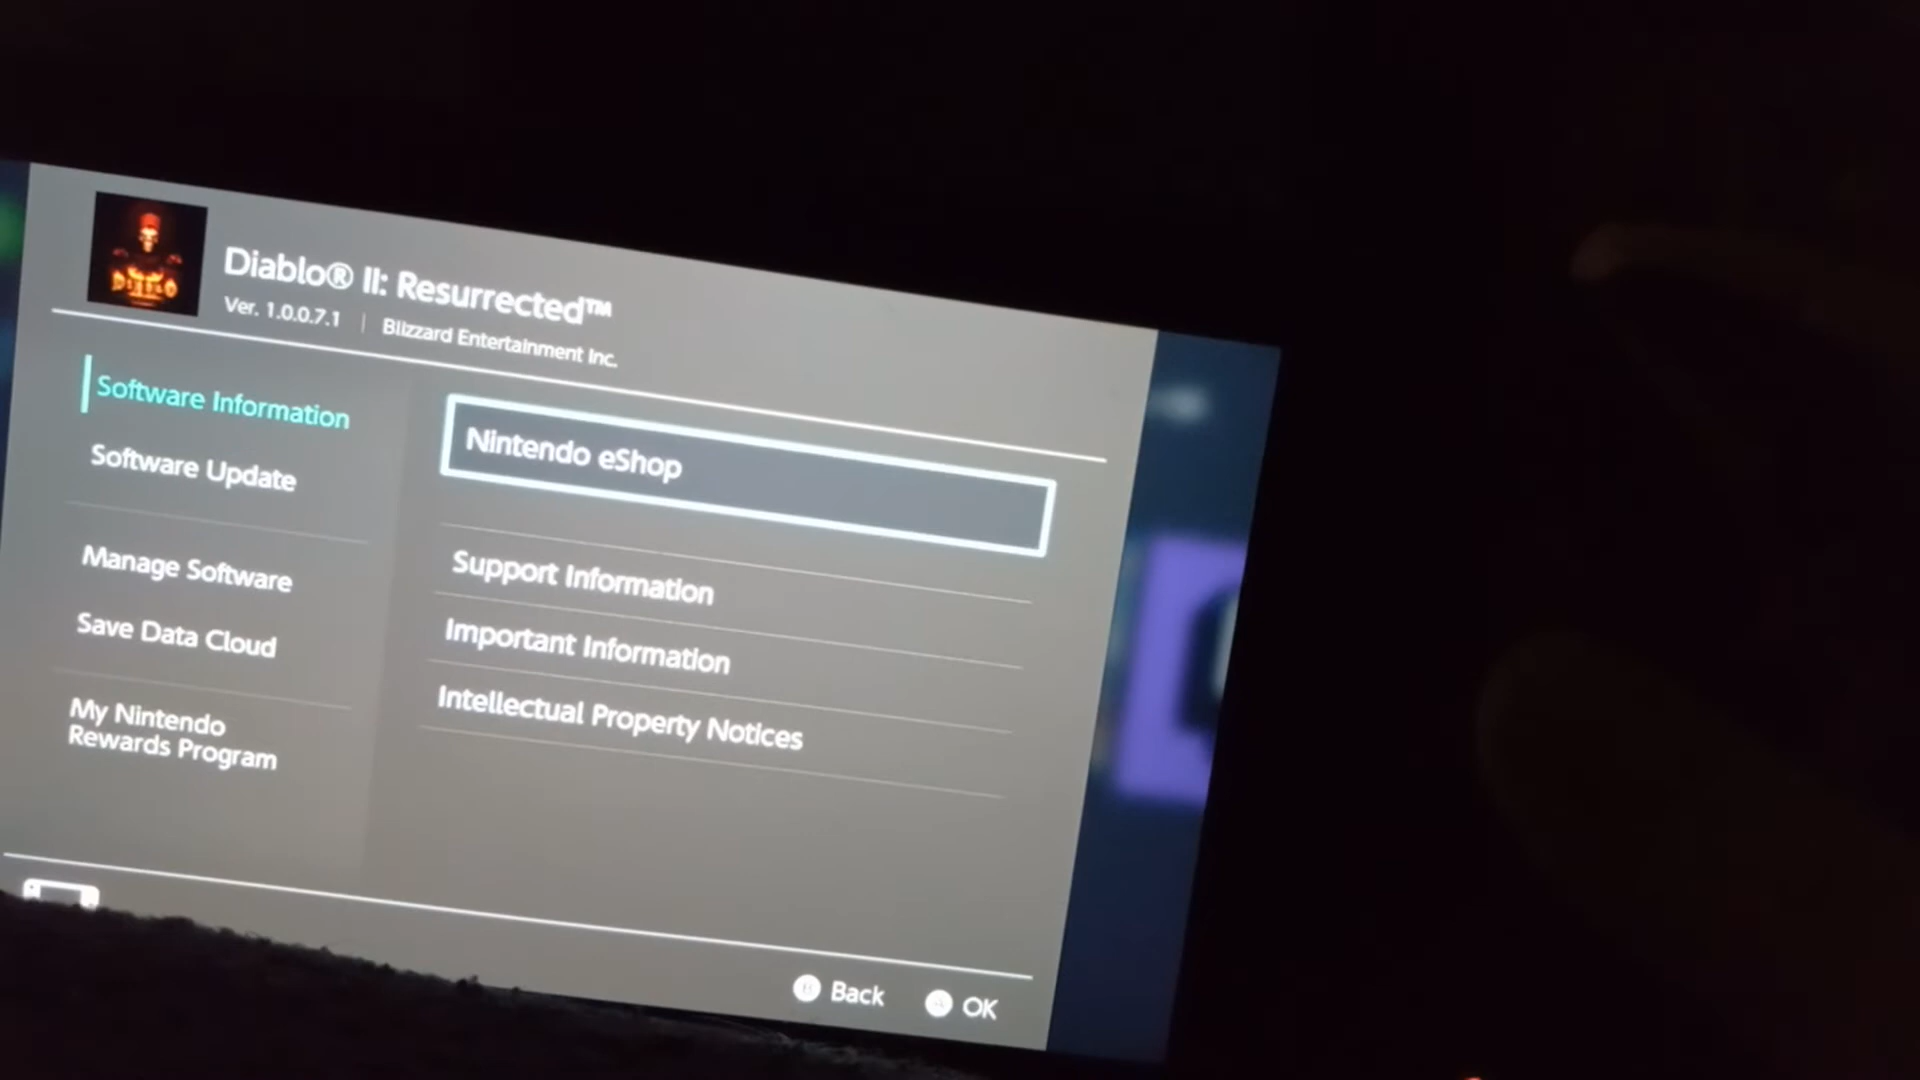 Diablo® II: Resurrected™
Ver. 1.0.0.7.1 | Blizzard Entertainment Inc.
Software Information
Software Update
Manage Software
Save Data Cloud
My Nintendo
Rewards Program
Nintendo eShop
Support Information
Important Information
Intellectual Property Notices
B Back
A OK
DIABLO